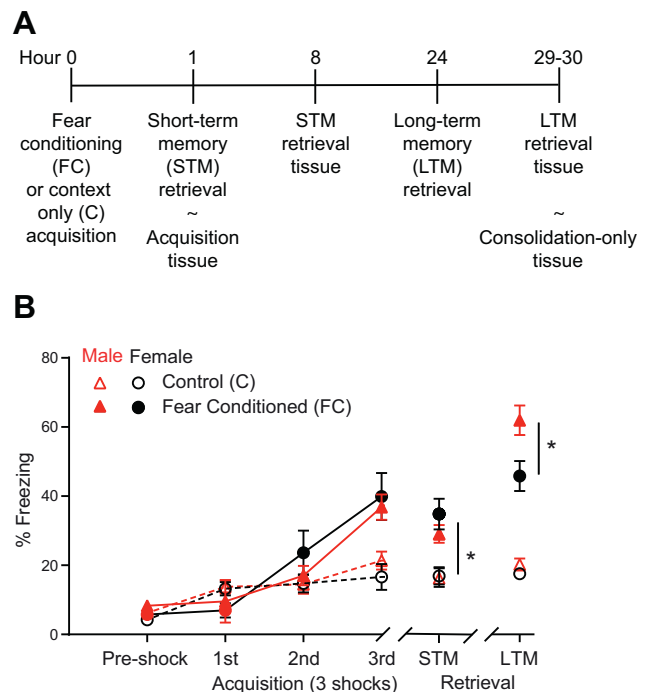 A
Hour 0 1 8 24 29-30
Fear
conditioning
(FC)
or context
only (C)
acquisition
Short-term
memory
(STM)
retrieval
~
Acquisition
tissue
STM
retrieval
tissue
Long-term
memory
(LTM)
retrieval
LTM
retrieval
tissue
~
Consolidation-only
tissue
B
80
60
40
20
0
% Freezing
Male Female
Control (C)
Fear Conditioned (FC)
*
*
Pre-shock 1st 2nd 3rd STM LTM
Acquisition (3 shocks) Retrieval